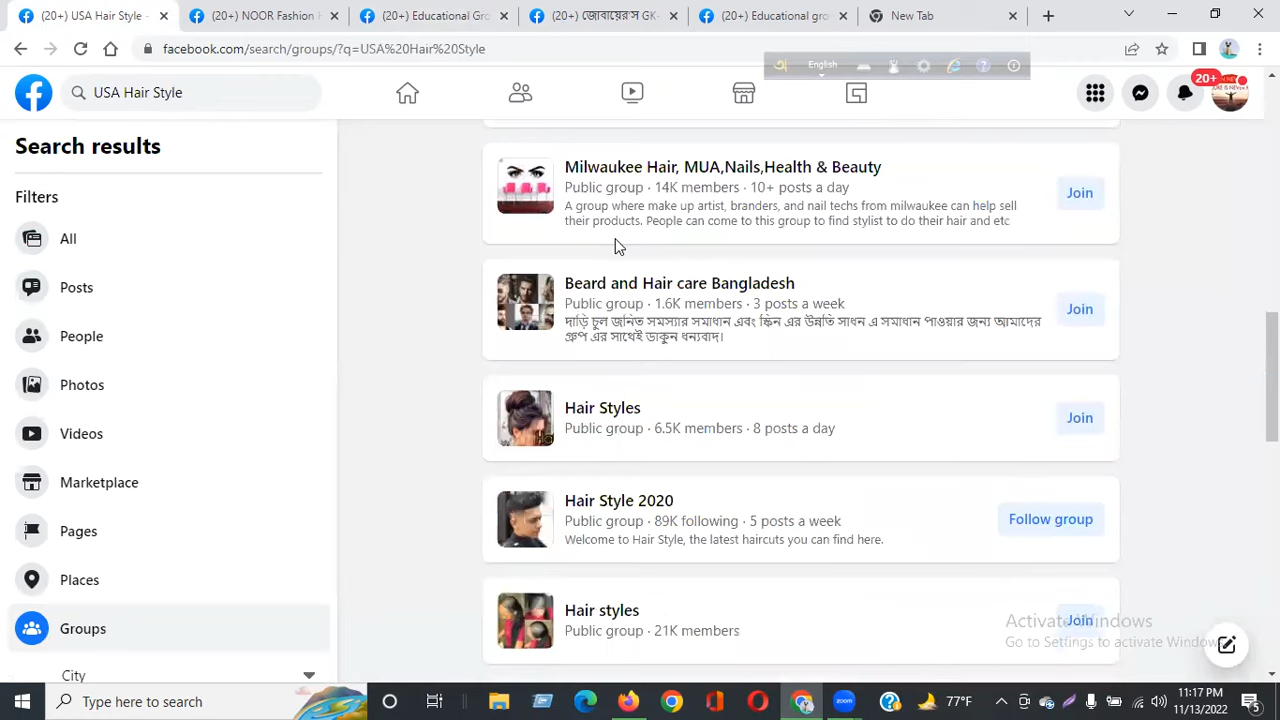 (20+) USA Hair Style -
(20+) NOOR Fashion H
(20+) Educational Gro
(20+) জোবায়ের'স GK-
(20+) Educational gro
New Tab
facebook.com/search/groups/?q=USA%20Hair%20Style
অ English
USA Hair Style
20+
Search results
Filters
All
Posts
People
Photos
Videos
Marketplace
Pages
Places
Groups
City
Milwaukee Hair, MUA,Nails,Health & Beauty
Public group · 14K members · 10+ posts a day
A group where make up artist, branders, and nail techs from milwaukee can help sell
their products. People can come to this group to find stylist to do their hair and etc
Join
Beard and Hair care Bangladesh
Public group · 1.6K members · 3 posts a week
দাড়ি চুল জনিত সমস্যার সমাধান এবং স্কিন এর উন্নতি সাধন এ সমাধান পাওয়ার জন্য আমাদের
গ্রুপ এর সাথেই ডাকুন ধন্যবাদ।
Join
Hair Styles
Public group · 6.5K members · 8 posts a day
Join
Hair Style 2020
Public group · 89K following · 5 posts a week
Welcome to Hair Style, the latest haircuts you can find here.
Follow group
Hair styles
Public group · 21K members
Join
Activate Windows
Go to Settings to activate Windows
Type here to search
zoom
77°F
11:17 PM
11/13/2022
5